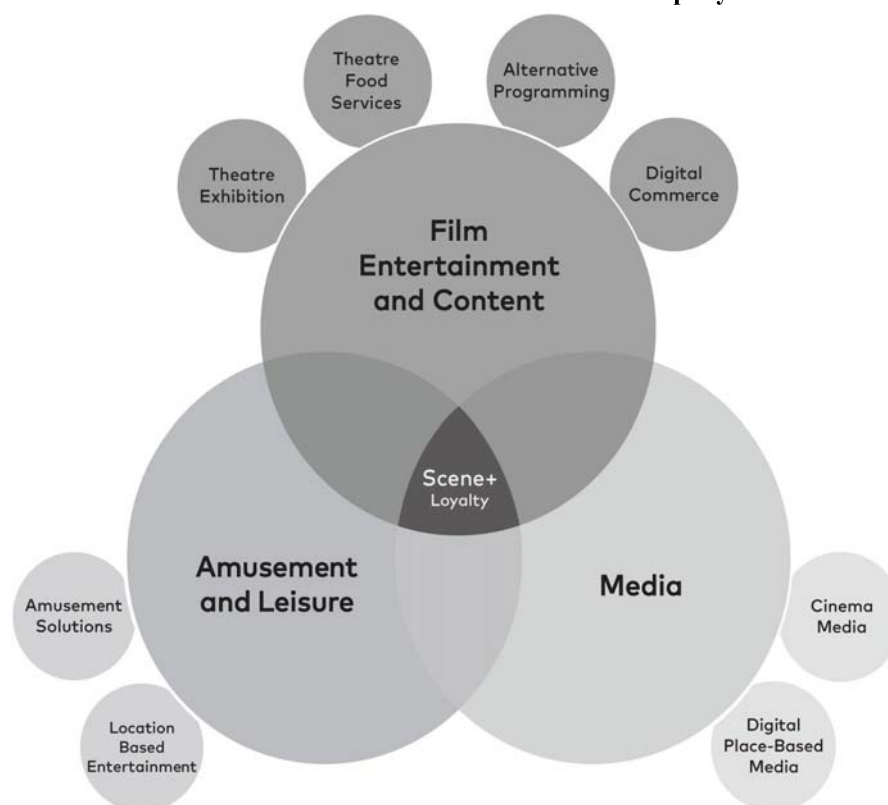 Theatre
Food
Services
Alternative
Programming
Theatre
Exhibition
Digital
Commerce
Film
Entertainment
and Content
Scene+
Loyalty
Amusement
and Leisure
Media
Amusement
Solutions
Cinema
Media
Location
Based
Entertainment
Digital
Place-Based
Media